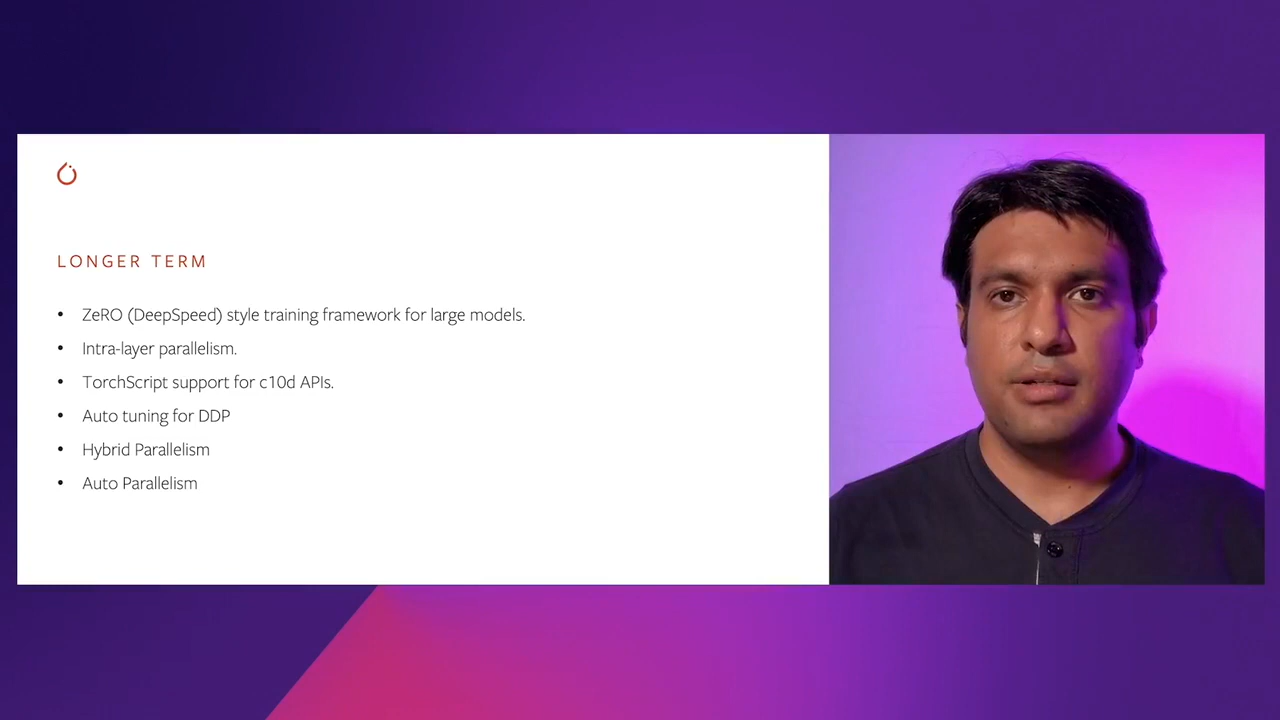 LONGER TERM
• ZeRO (DeepSpeed) style training framework for large models.
• Intra-layer parallelism.
• TorchScript support for c10d APIs.
• Auto tuning for DDP
• Hybrid Parallelism
• Auto Parallelism